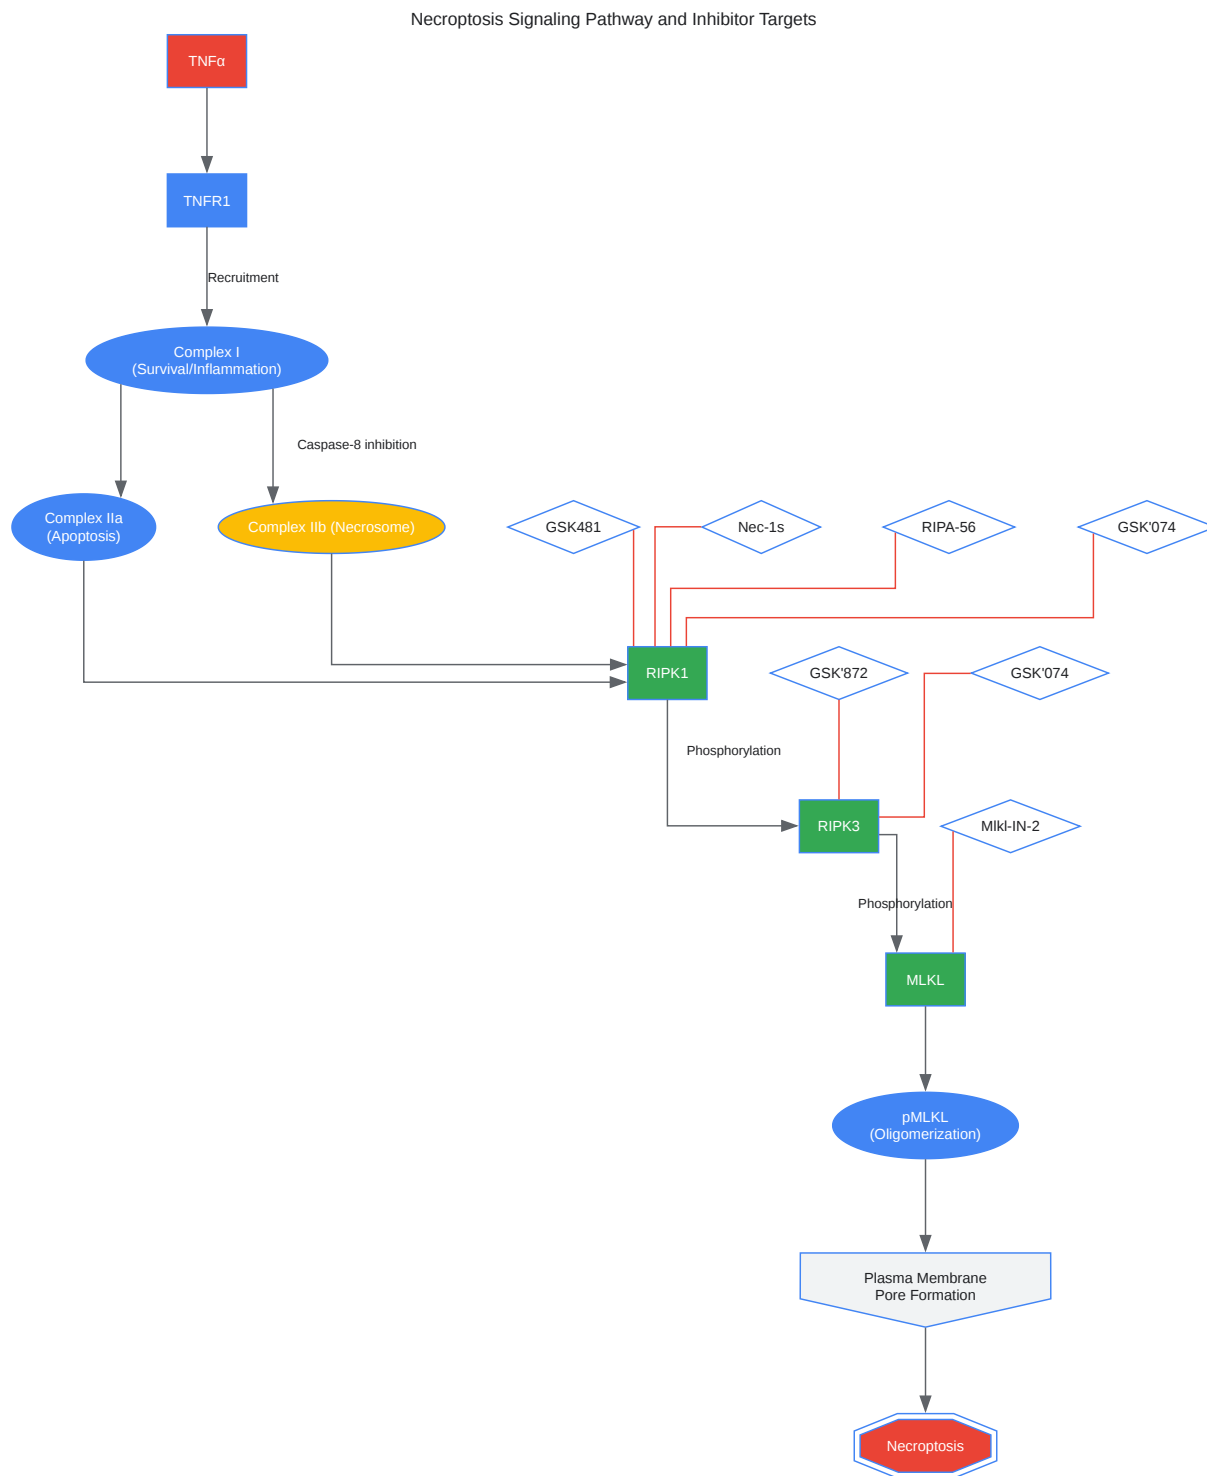 Necroptosis Signaling Pathway and Inhibitor Targets
TNFα
TNFR1
Recruitment
Complex I
(Survival/Inflammation)
Caspase-8 inhibition
Complex IIa
(Apoptosis)
Complex IIb (Necrosome)
GSK481
Nec-1s
RIPA-56
GSK'074
RIPK1
GSK'872
GSK'074
Phosphorylation
RIPK3
Mlkl-IN-2
Phosphorylation
MLKL
pMLKL
(Oligomerization)
Plasma Membrane
Pore Formation
Necroptosis